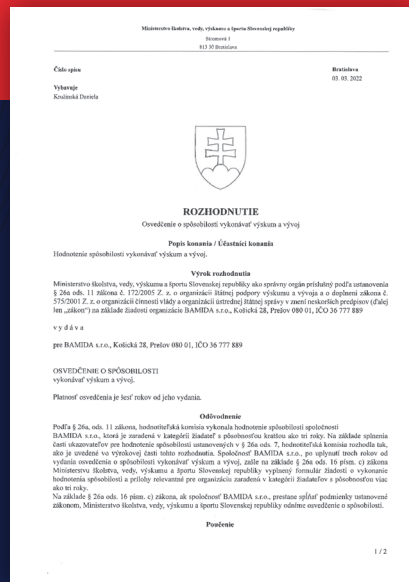 Ministerstvo školstva, vedy, výskumu a športu Slovenskej republiky
Stromová 1
813 30 Bratislava
Číslo spisu
Bratislava
03. 03. 2022
Vybavuje
Daniela
ROZHODNUTIE
Osvedčenie o spôsobilosti vykonávať výskum a vývoj
Popis konania / Účastníci konania
Hodnotenie spôsobilosti vykonávať výskum a vývoj.
Výrok rozhodnutia
Ministerstvo školstva, vedy, výskumu a športu Slovenskej republiky ako správny orgán príslušný podľa ustanovenia
§ 26a ods. 11 zákona č. 172/2005 Z. z. o organizácii štátnej podpory výskumu a vývoja a o doplnení zákona č.
575/2001 Z. z. o organizácii činnosti vlády a organizácii ústrednej štátnej správy v znení neskorších predpisov (ďalej
len „zákon“) na základe žiadosti organizácie BAMIDA s.r.o., Košická 28, Prešov 080 01, IČO 36 777 889
v y d á v a
pre BAMIDA s.r.o., Košická 28, Prešov 080 01, IČO 36 777 889
OSVEDČENIE O SPÔSOBILOSTI
vykonávať výskum a vývoj.
Platnosť osvedčenia je šesť rokov od jeho vydania.
Odôvodnenie
Podľa § 26a, ods. 11 zákona, hodnotiteľská komisia vykonala hodnotenie spôsobilosti spoločnosti
BAMIDA s.r.o., ktorá je zaradená v kategórii žiadateľ s pôsobnosťou kratšou ako tri roky. Na základe splnenia
časti ukazovateľov pre hodnotenie spôsobilosti ustanovených v § 26a ods. 7, hodnotiteľská komisia rozhodla tak,
ako je uvedené vo výrokovej časti tohto rozhodnutia. Spoločnosť BAMIDA s.r.o., po uplynutí troch rokov od
vydania osvedčenia o spôsobilosti vykonávať výskum a vývoj, zašle na základe § 26a ods. 16 písm. c) zákona
Ministerstvu školstva, vedy, výskumu a športu Slovenskej republiky vyplnený formulár žiadosti o vykonanie
hodnotenia spôsobilosti a prílohy relevantné pre organizáciu zaradenú v kategórii žiadateľov s pôsobnosťou viac
ako tri roky.
Na základe § 26a ods. 16 písm. c) zákona, ak spoločnosť BAMIDA s.r.o., prestane spĺňať podmienky ustanovené
zákonom, Ministerstvo školstva, vedy, výskumu a športu Slovenskej republiky odníme osvedčenie o spôsobilosti.
Poučenie
1 / 2